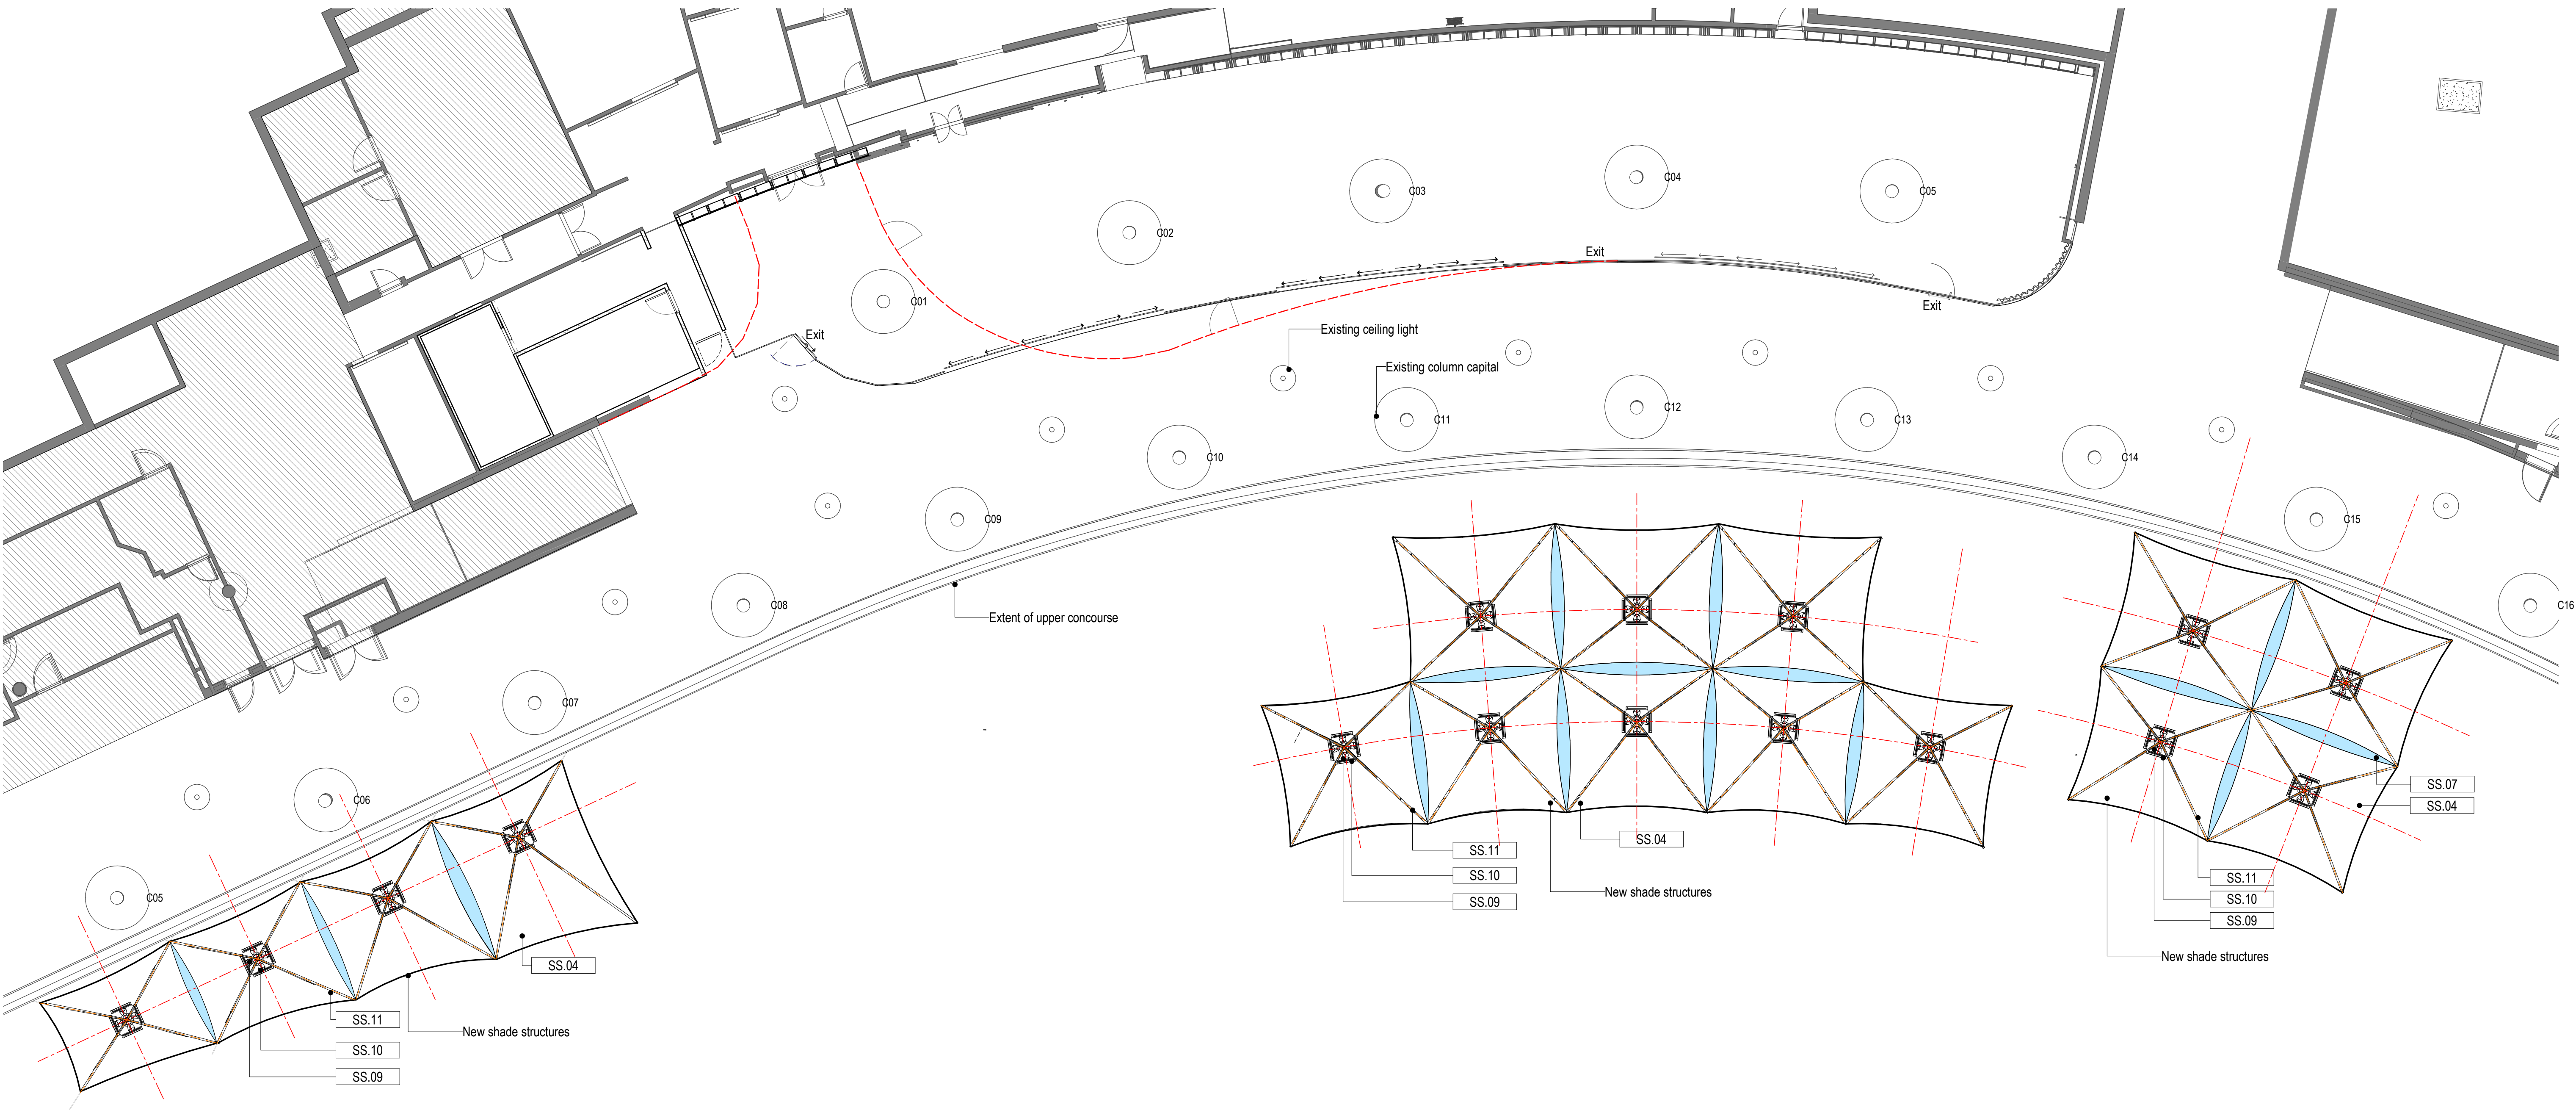 C03
C04
C05
C02
Exit
C01
Exit
Exit
Existing ceiling light
Existing column capital
C11
C12
C13
C10
C14
C09
C15
C08
C16
Extent of upper concourse
C07
SS.07
C06
SS.04
SS.04
SS.11
SS.10
SS.11
New shade structures
SS.10
C05
SS.09
SS.09
New shade structures
SS.04
SS.11
New shade structures
SS.10
SS.09